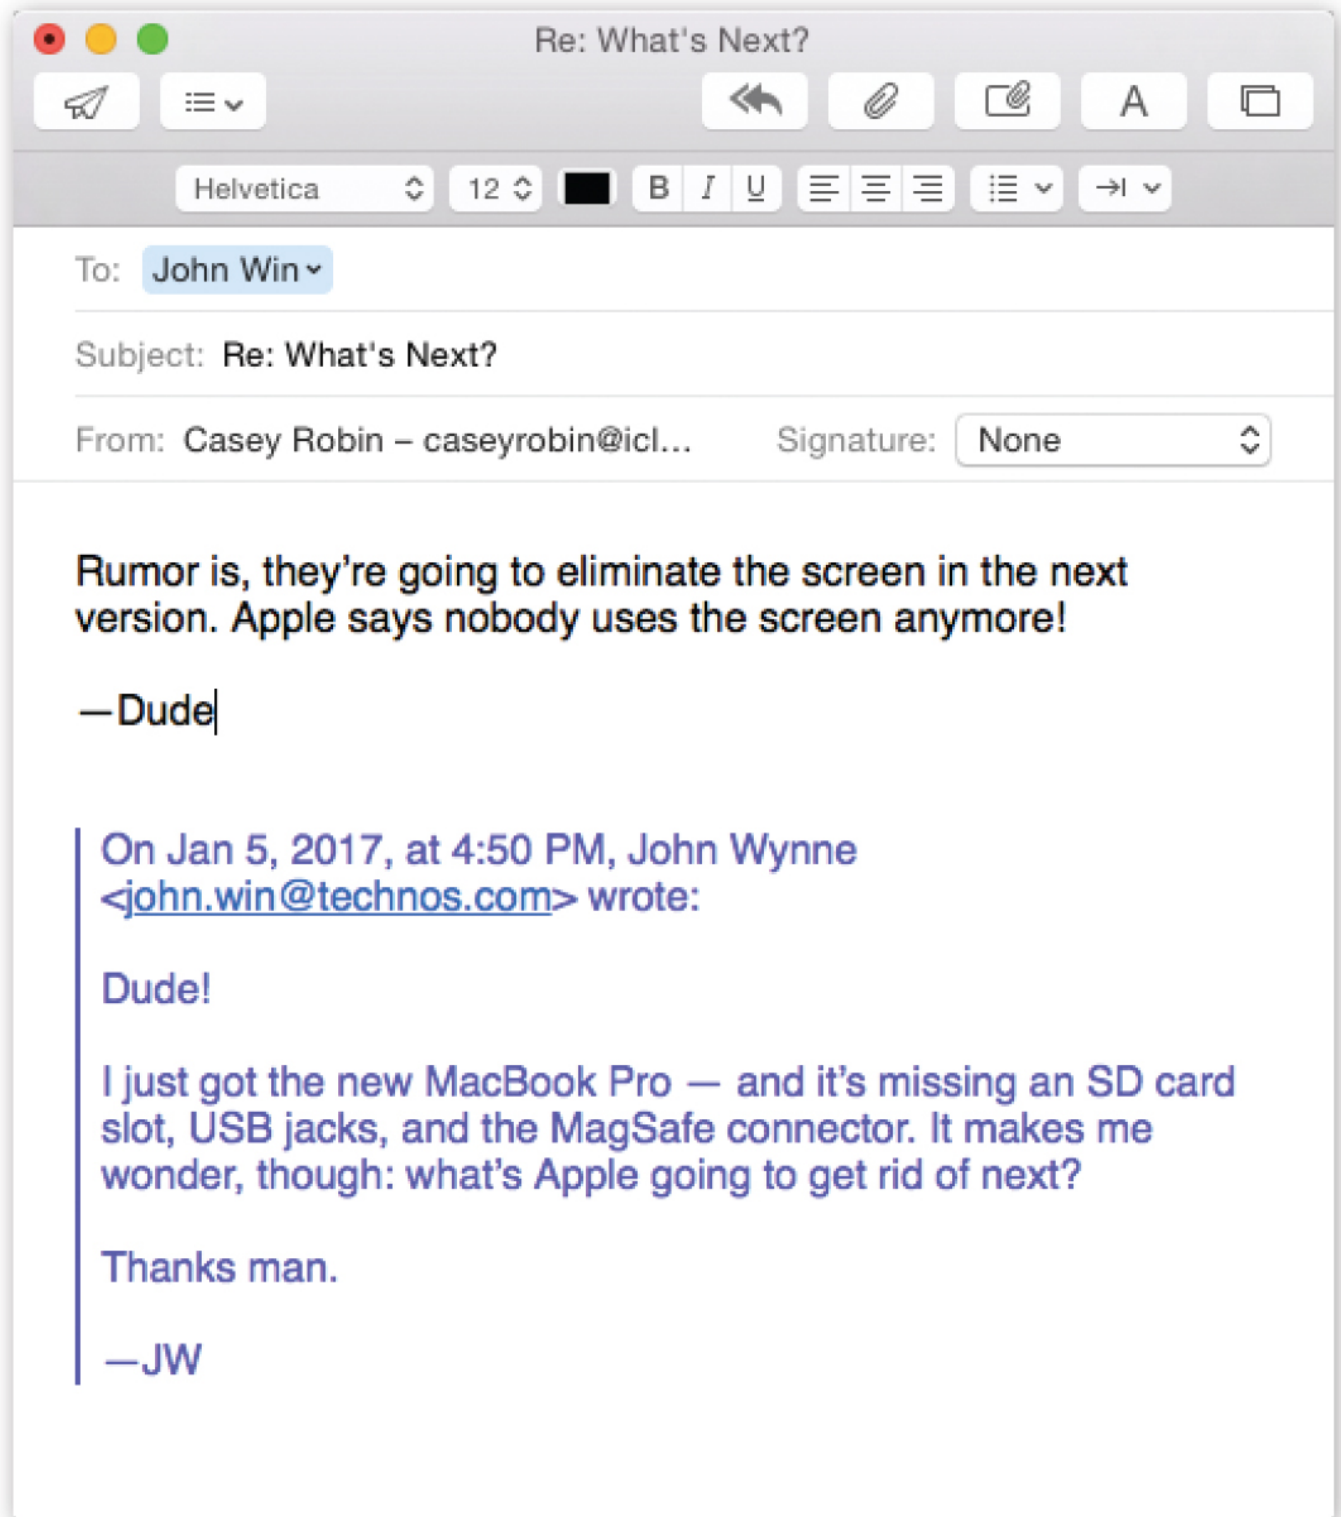 Re: What's Next?
A
Helvetica 12 B I U
To: John Win
Subject: Re: What's Next?
From: Casey Robin – caseyrobin@icl... Signature: None
Rumor is, they’re going to eliminate the screen in the next
version. Apple says nobody uses the screen anymore!
—Dude
On Jan 5, 2017, at 4:50 PM, John Wynne
<john.win@technos.com> wrote:
Dude!
I just got the new MacBook Pro — and it’s missing an SD card
slot, USB jacks, and the MagSafe connector. It makes me
wonder, though: what’s Apple going to get rid of next?
Thanks man.
—JW